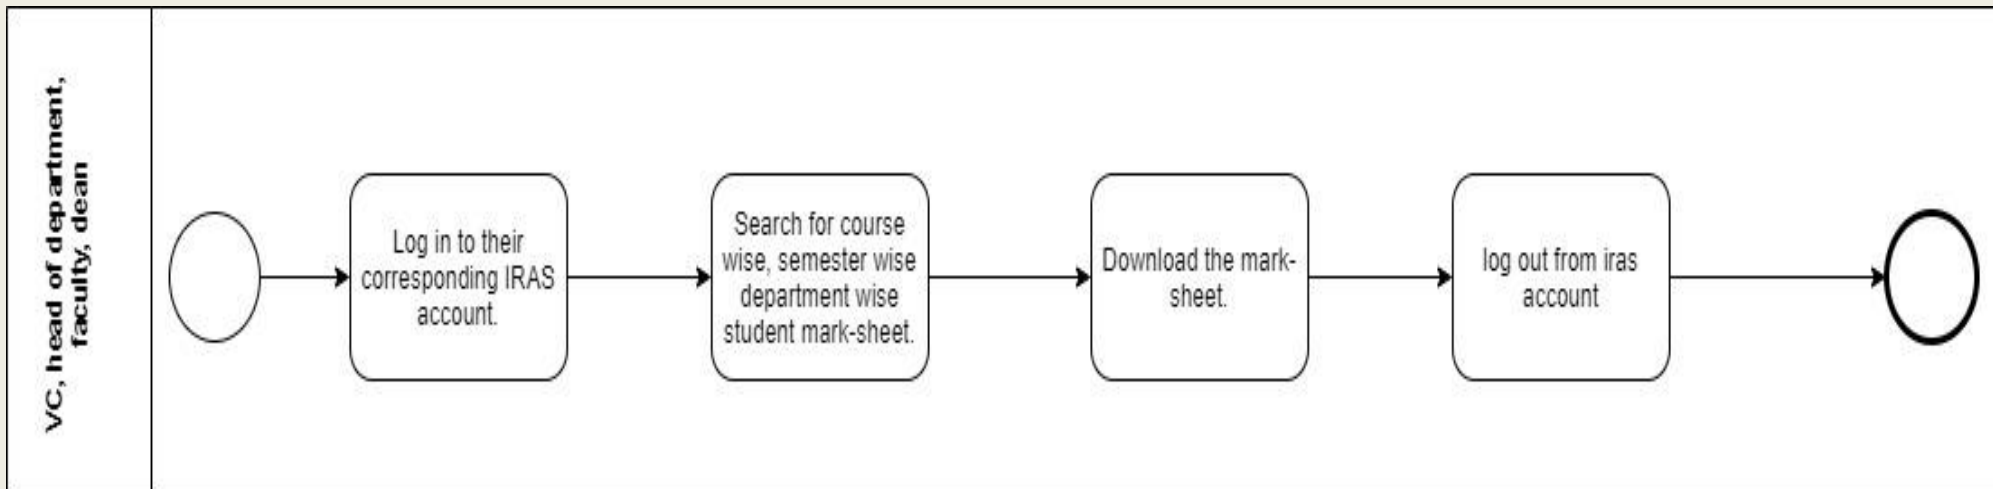 VC, head of department,
faculty, dean
Log in to their
corresponding IRAS
account.
Search for course
wise, semester wise
department wise
student mark-sheet.
Download the mark-
sheet.
log out from iras
account